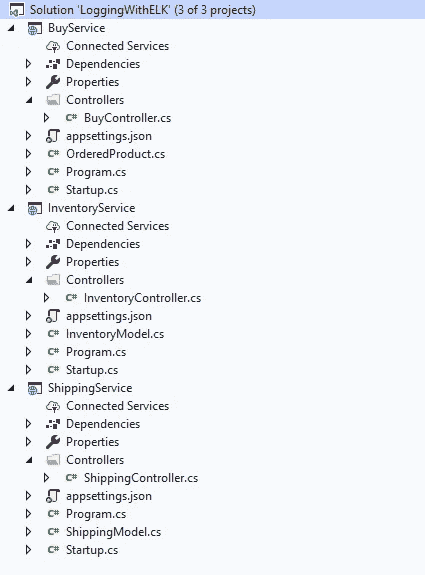 Solution 'LoggingWithELK' (3 of 3 projects)
BuyService
Connected Services
Dependencies
Properties
Controllers
C# BuyController.cs
appsettings.json
C# OrderedProduct.cs
C# Program.cs
C# Startup.cs
InventoryService
Connected Services
Dependencies
Properties
Controllers
C# InventoryController.cs
appsettings.json
C# InventoryModel.cs
C# Program.cs
C# Startup.cs
ShippingService
Connected Services
Dependencies
Properties
Controllers
C# ShippingController.cs
appsettings.json
C# Program.cs
C# ShippingModel.cs
C# Startup.cs